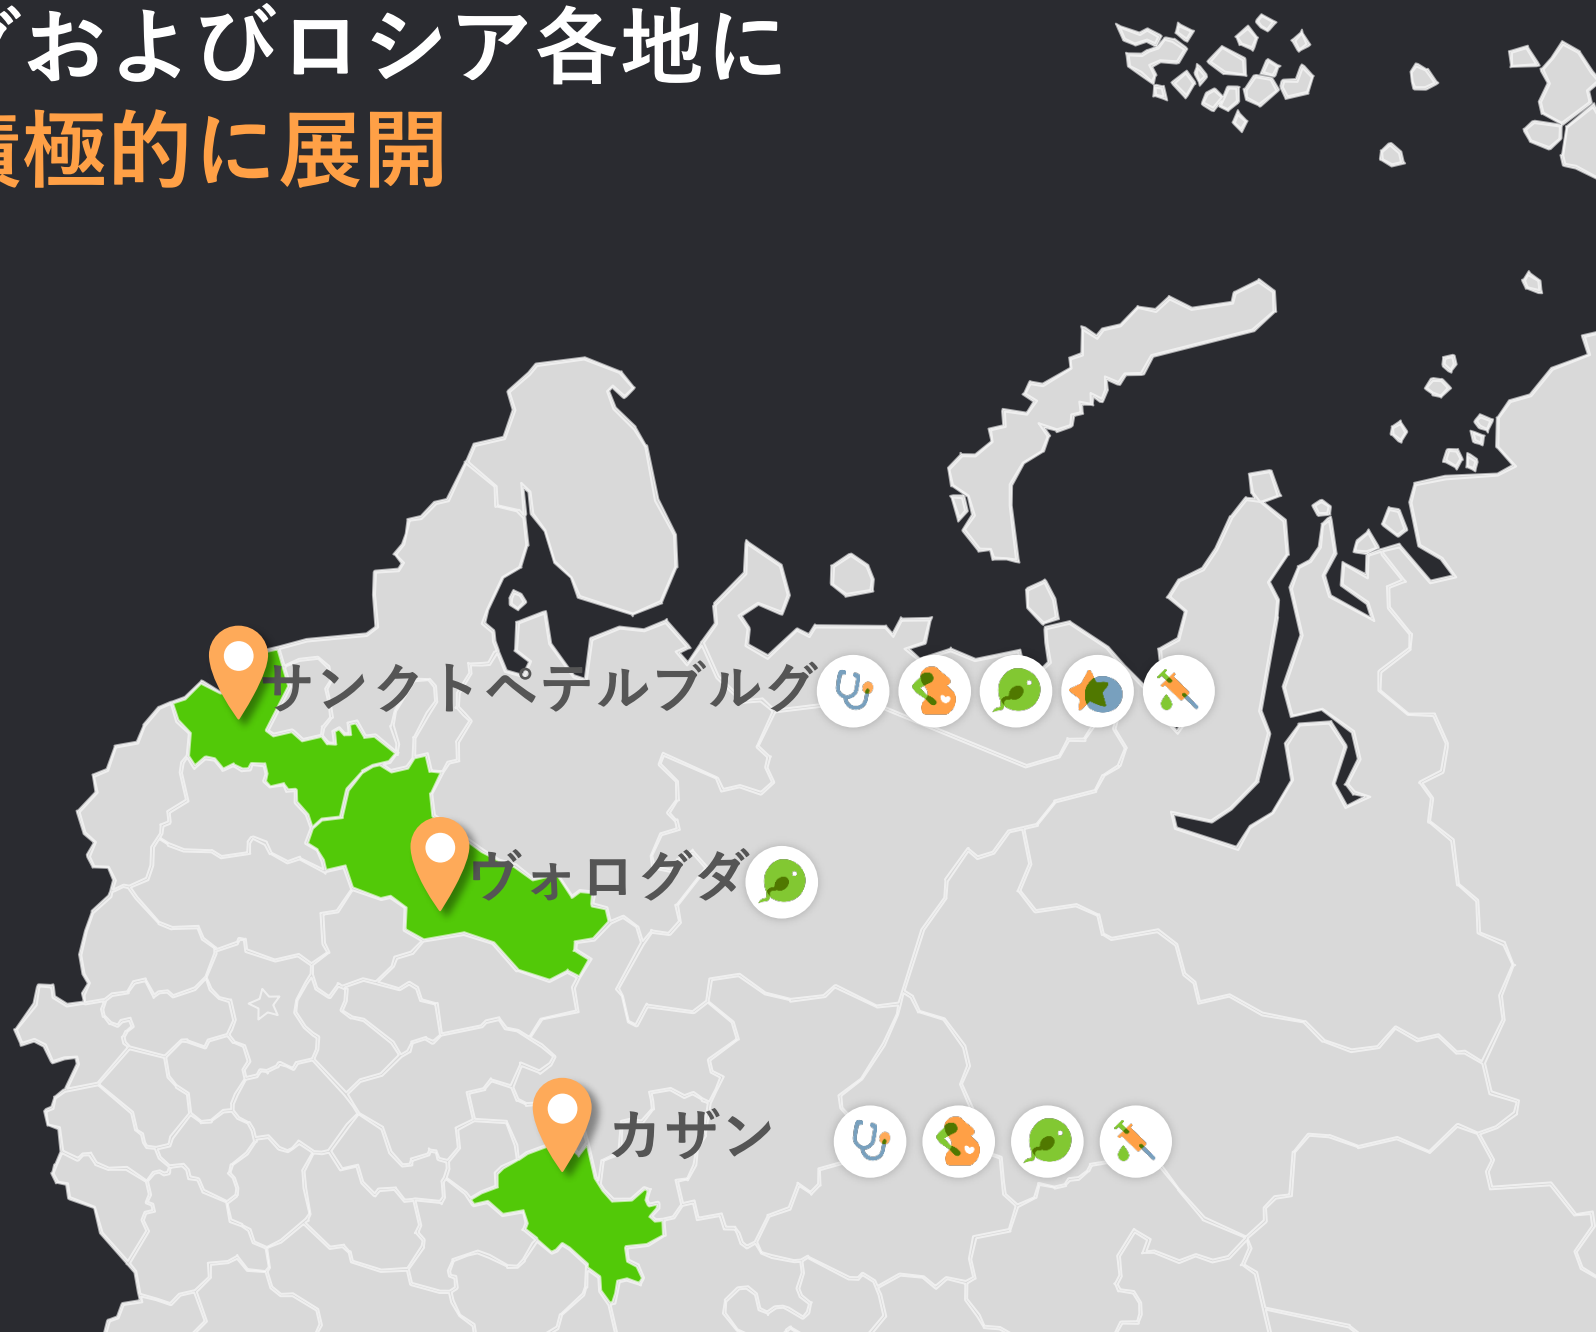 およびロシア各地に
極的に展開
サンクトペテルブルグ
ヴォログダ
カザン